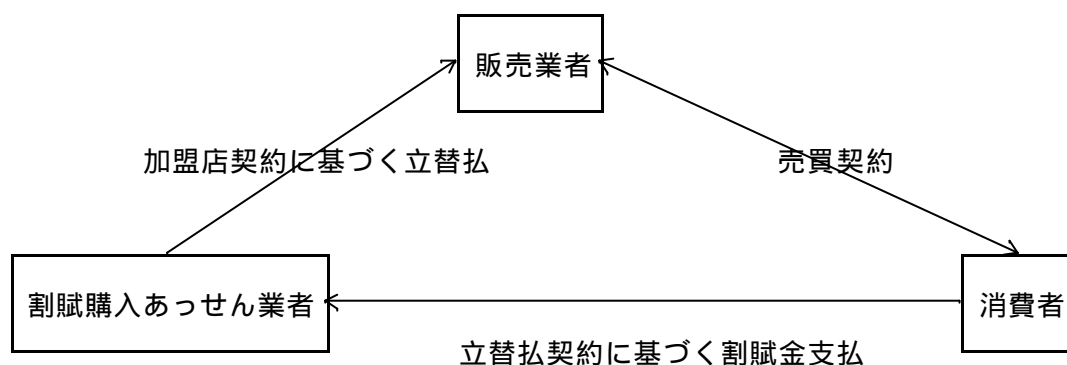 販売業者
加盟店契約に基づく立替払
売買契約
割賦購入あっせん業者
消費者
立替払契約に基づく割賦金支払